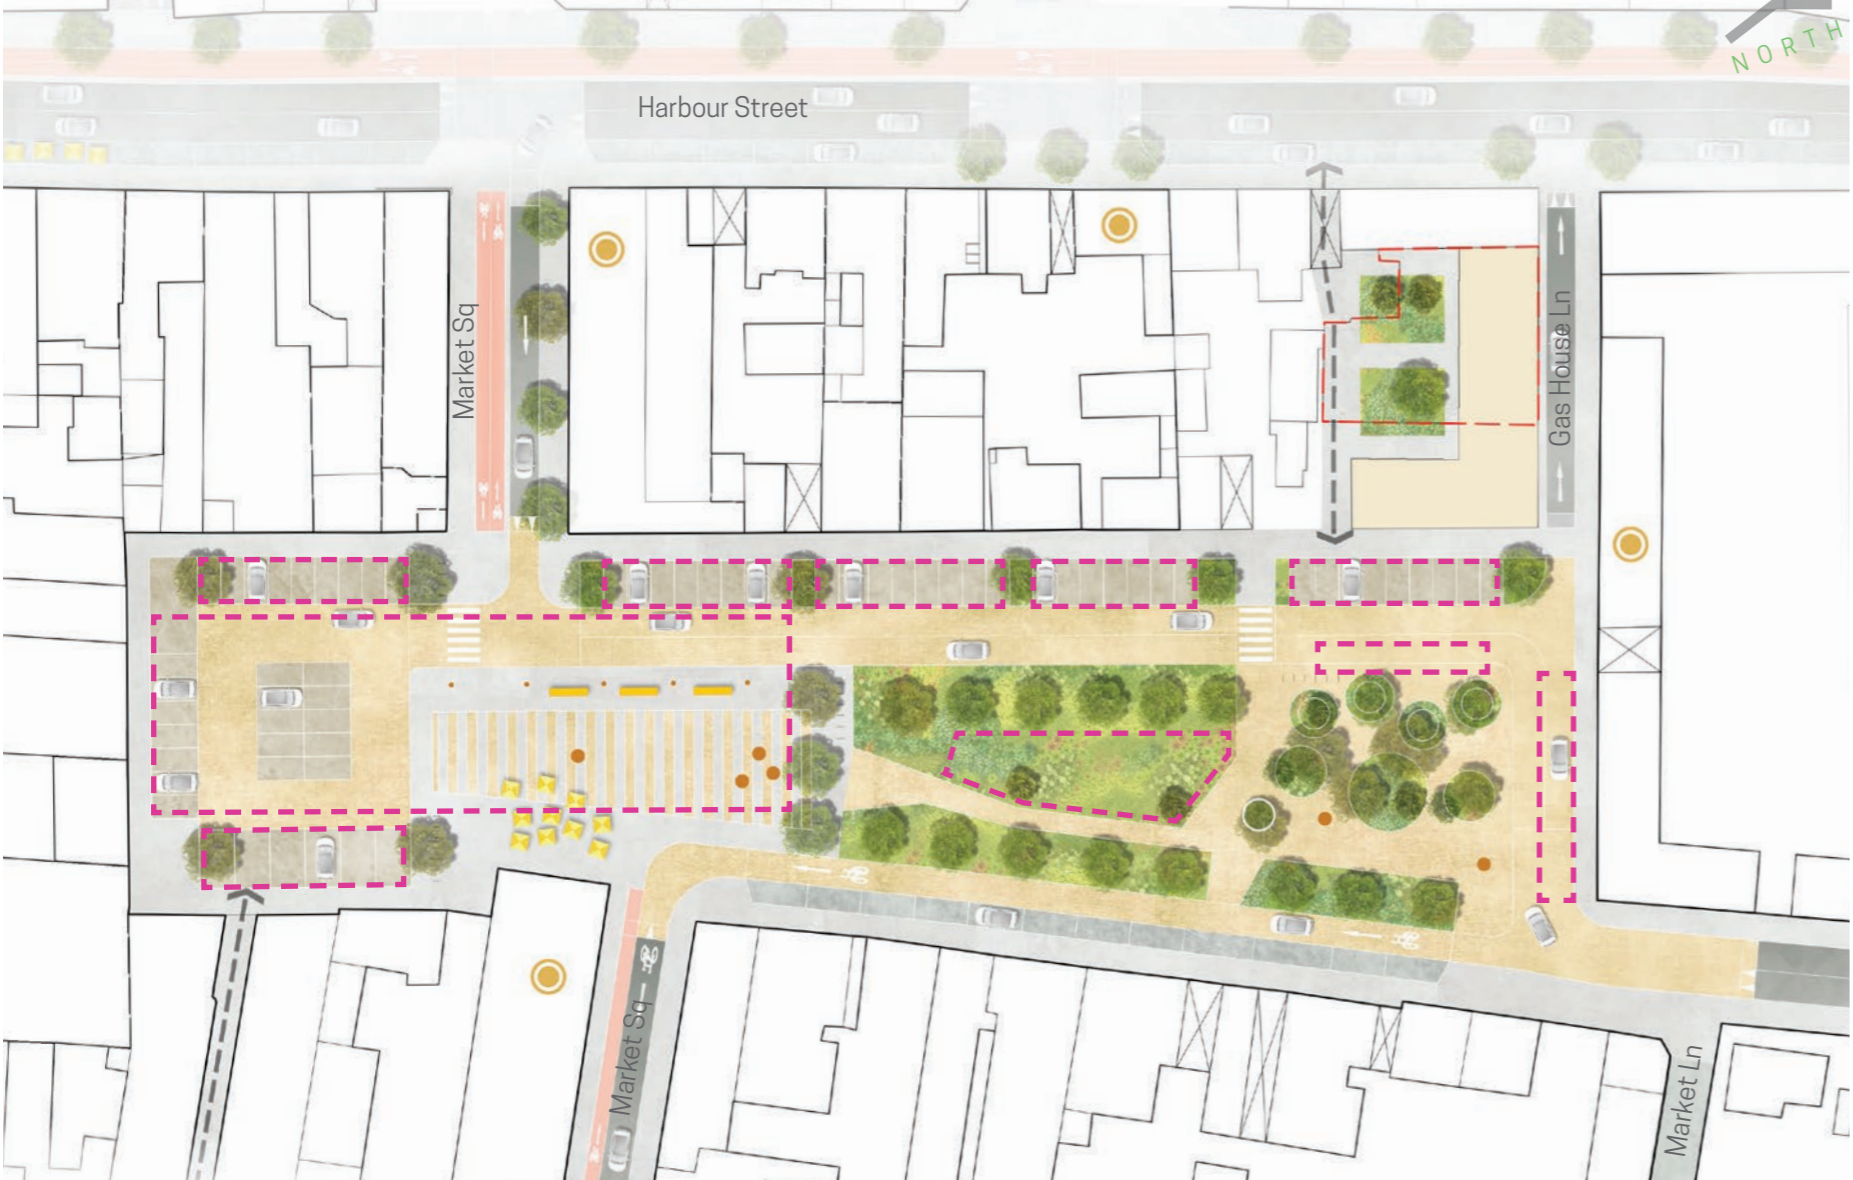 NORTH
Harbour Street
Market Sq
Gas House Ln
Market Sq
Market Ln